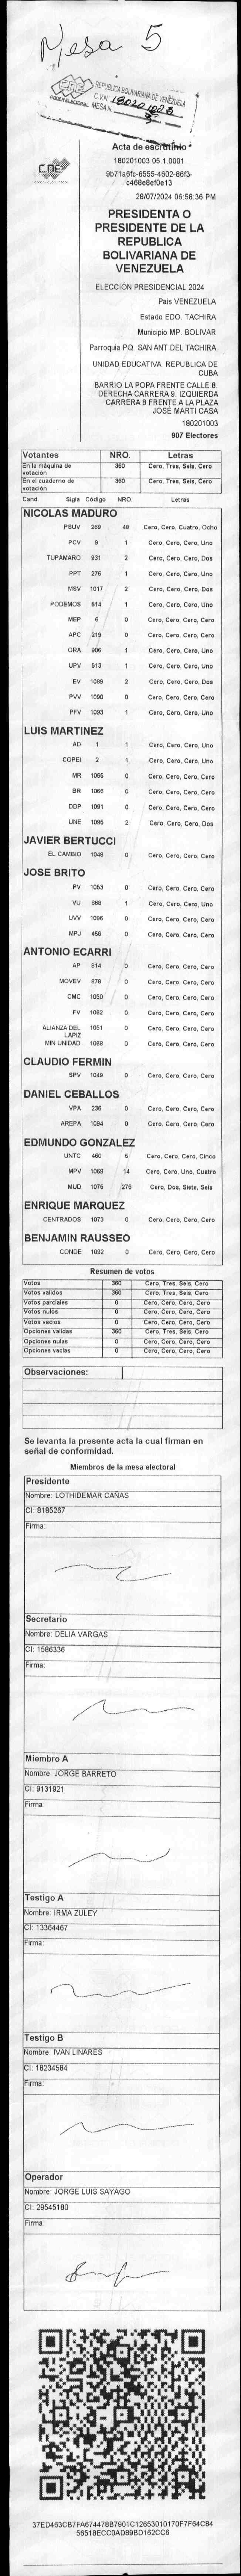 Mesa 5
REPUBLICA BOLIVARIANA DE VENEZUELA
C.V.N
MESA N
CNE
Acta de escrutinio
180201003.05.1.0001
9b71a6fc-6555-4602-86f3-
c468e8ef0e13
28/07/2024 06:58:36 PM
PRESIDENTA O
PRESIDENTE DE LA
REPUBLICA
BOLIVARIANA DE
VENEZUELA
ELECCIÓN PRESIDENCIAL 2024
País VENEZUELA
Estado EDO. TACHIRA
Municipio MP. BOLIVAR
Parroquia PQ. SAN ANT DEL TACHIRA
UNIDAD EDUCATIVA REPUBLICA DE
CUBA
BARRIO LA POPA FRENTE CALLE 8.
DERECHA CARRERA 9. IZQUIERDA
CARRERA 8 FRENTE A LA PLAZA
JOSÉ MARTI CASA
180201003
907 Electores
Votantes NRO. Letras
En la máquina de votación 360 Cero, Tres, Seis, Cero
En el cuaderno de votación 360 Cero, Tres, Seis, Cero
Cand. Sigla Código NRO. Letras
NICOLAS MADURO
PSUV 269 48 Cero, Cero, Cuatro, Ocho
PCV 9 1 Cero, Cero, Cero, Uno
TUPAMARO 931 2 Cero, Cero, Cero, Dos
PPT 276 1 Cero, Cero, Cero, Uno
MSV 1017 2 Cero, Cero, Cero, Dos
PODEMOS 514 1 Cero, Cero, Cero, Uno
MEP 6 0 Cero, Cero, Cero, Cero
APC 219 0 Cero, Cero, Cero, Cero
ORA 906 1 Cero, Cero, Cero, Uno
UPV 613 1 Cero, Cero, Cero, Uno
EV 1089 2 Cero, Cero, Cero, Dos
PVV 1090 0 Cero, Cero, Cero, Cero
PFV 1093 1 Cero, Cero, Cero, Uno
LUIS MARTINEZ
AD 1 1 Cero, Cero, Cero, Uno
COPEI 2 1 Cero, Cero, Cero, Uno
MR 1065 0 Cero, Cero, Cero, Cero
BR 1066 0 Cero, Cero, Cero, Cero
DDP 1091 0 Cero, Cero, Cero, Cero
UNE 1095 2 Cero, Cero, Cero, Dos
JAVIER BERTUCCI
EL CAMBIO 1048 0 Cero, Cero, Cero, Cero
JOSE BRITO
PV 1053 0 Cero, Cero, Cero, Cero
VU 868 1 Cero, Cero, Cero, Uno
UVV 1096 0 Cero, Cero, Cero, Cero
MPJ 458 0 Cero, Cero, Cero, Cero
ANTONIO ECARRI
AP 814 0 Cero, Cero, Cero, Cero
MOVEV 878 0 Cero, Cero, Cero, Cero
CMC 1050 0 Cero, Cero, Cero, Cero
FV 1062 0 Cero, Cero, Cero, Cero
ALIANZA DEL LAPIZ 1051 0 Cero, Cero, Cero, Cero
MIN UNIDAD 1068 0 Cero, Cero, Cero, Cero
CLAUDIO FERMIN
SPV 1049 0 Cero, Cero, Cero, Cero
DANIEL CEBALLOS
VPA 236 0 Cero, Cero, Cero, Cero
AREPA 1094 0 Cero, Cero, Cero, Cero
EDMUNDO GONZALEZ
UNTC 460 5 Cero, Cero, Cero, Cinco
MPV 1069 14 Cero, Cero, Uno, Cuatro
MUD 1075 276 Cero, Dos, Siete, Seis
ENRIQUE MARQUEZ
CENTRADOS 1073 0 Cero, Cero, Cero, Cero
BENJAMIN RAUSSEO
CONDE 1092 0 Cero, Cero, Cero, Cero
Resumen de votos
Votos 360 Cero, Tres, Seis, Cero
Votos validos 360 Cero, Tres, Seis, Cero
Votos parciales 0 Cero, Cero, Cero, Cero
Votos nulos 0 Cero, Cero, Cero, Cero
Votos vacios 0 Cero, Cero, Cero, Cero
Opciones validas 360 Cero, Tres, Seis, Cero
Opciones nulas 0 Cero, Cero, Cero, Cero
Opciones vacias 0 Cero, Cero, Cero, Cero
Observaciones:
Se levanta la presente acta la cual firman en
señal de conformidad.
Miembros de la mesa electoral
Presidente
Nombre: LOTHIDEMAR CAÑAS
CI: 8185267
Firma:
Secretario
Nombre: DELIA VARGAS
CI: 1586336
Firma:
Miembro A
Nombre: JORGE BARRETO
CI: 9131921
Firma:
Testigo A
Nombre: IRMA ZULEY
CI: 13364467
Firma:
Testigo B
Nombre: IVAN LINARES
CI: 18234584
Firma:
Operador
Nombre: JORGE LUIS SAYAGO
CI: 29545180
Firma:
37ED463CB7FA674478B7901C12653010170F7F64C84
56518ECC0AD89BD162CC6